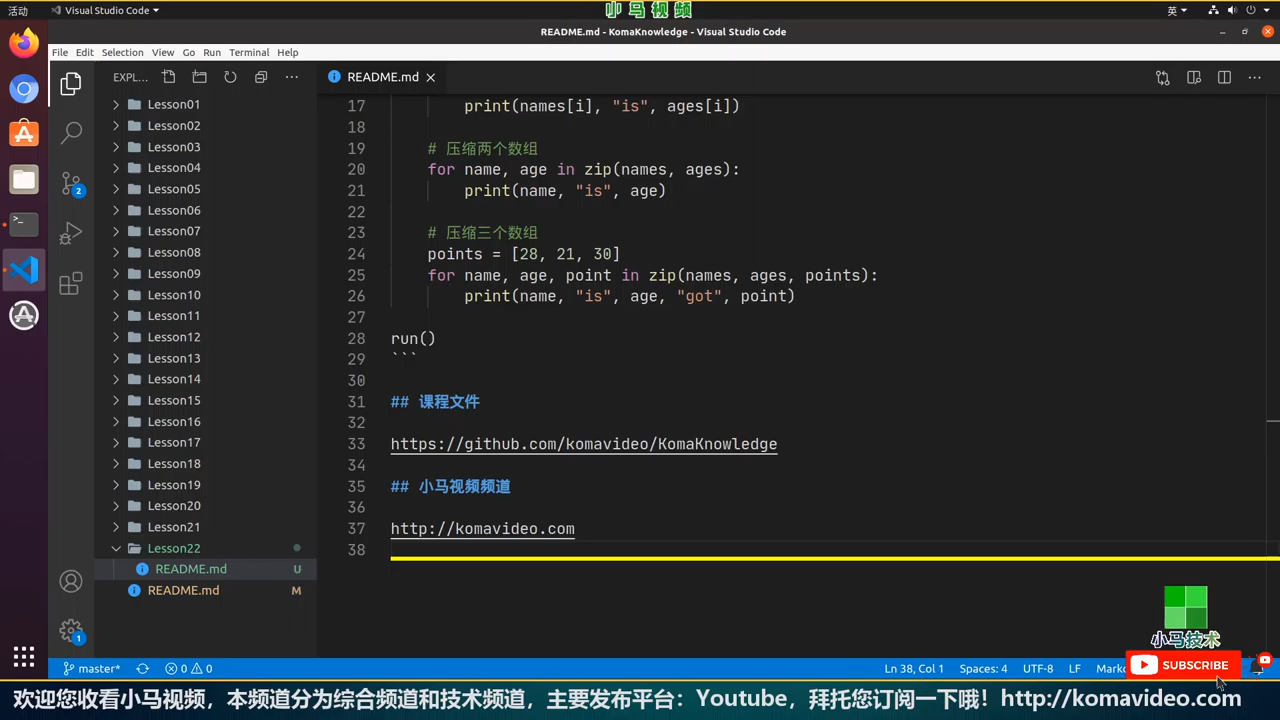 小马视频
活动
Visual Studio Code
英
README.md - KomaKnowledge - Visual Studio Code
File Edit Selection View Go Run Terminal Help
EXPL...
README.md
Lesson01
Lesson02
Lesson03
Lesson04
Lesson05
Lesson06
Lesson07
Lesson08
Lesson09
Lesson10
Lesson11
Lesson12
Lesson13
Lesson14
Lesson15
Lesson16
Lesson17
Lesson18
Lesson19
Lesson20
Lesson21
Lesson22
README.md U
README.md M
2
1
17 print(names[i], "is", ages[i])
18
19 # 压缩两个数组
20 for name, age in zip(names, ages):
21 print(name, "is", age)
22
23 # 压缩三个数组
24 points = [28, 21, 30]
25 for name, age, point in zip(names, ages, points):
26 print(name, "is", age, "got", point)
27
28 run()
29 ```
30
31 ## 课程文件
32
33 https://github.com/komavideo/KomaKnowledge
34
35 ## 小马视频频道
36
37 http://komavideo.com
38
小马技术
SUBSCRIBE
master* 0 0 Ln 38, Col 1 Spaces: 4 UTF-8 LF Marko
欢迎您收看小马视频，本频道分为综合频道和技术频道，主要发布平台：Youtube，拜托您订阅一下哦！http://komavideo.com